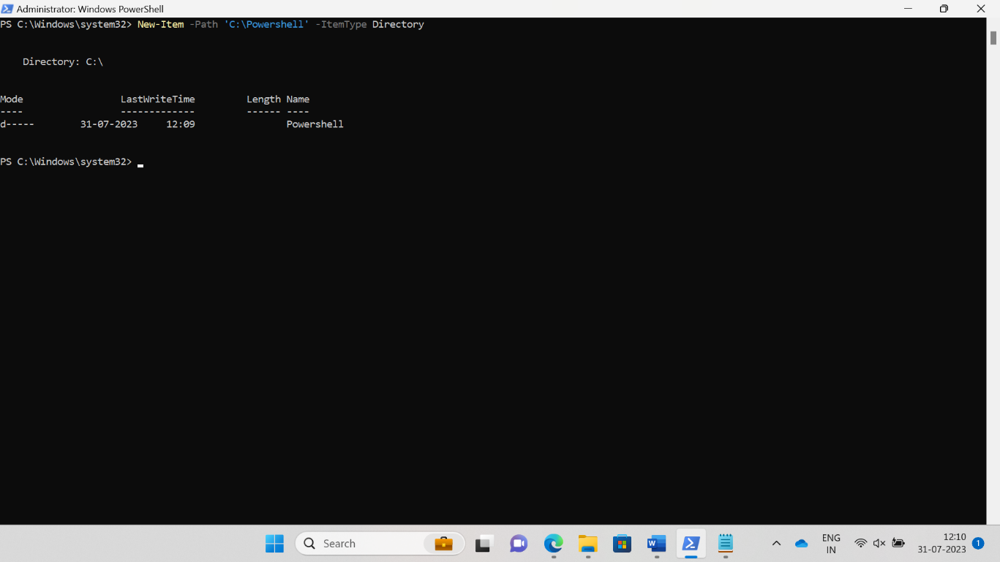 Administrator: Windows PowerShell
PS C:\Windows\system32> New-Item -Path 'C:\Powershell' -ItemType Directory
Directory: C:\
Mode LastWriteTime Length Name
---- ------------- ------ ----
d----- 31-07-2023 12:09 Powershell
PS C:\Windows\system32>
Search
ENG
IN
12:10
31-07-2023
1